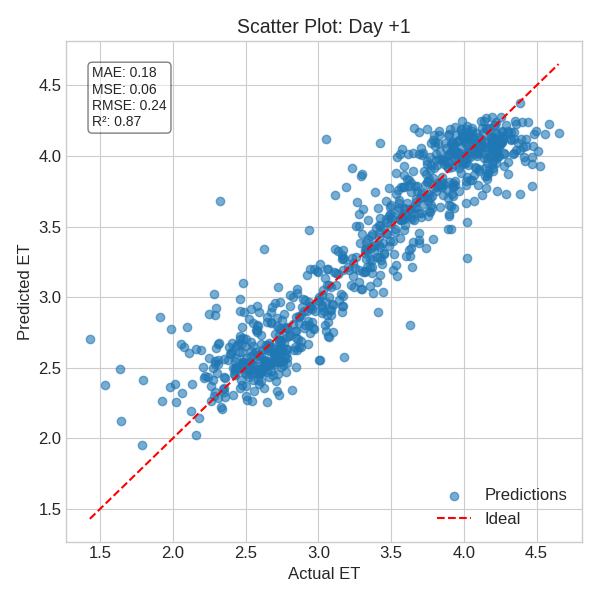 Scatter Plot: Day +1
MAE: 0.18
MSE: 0.06
RMSE: 0.24
R²: 0.87
4.5
4.0
3.5
3.0
2.5
2.0
1.5
Predicted ET
Predictions
Ideal
1.5 2.0 2.5 3.0 3.5 4.0 4.5
Actual ET